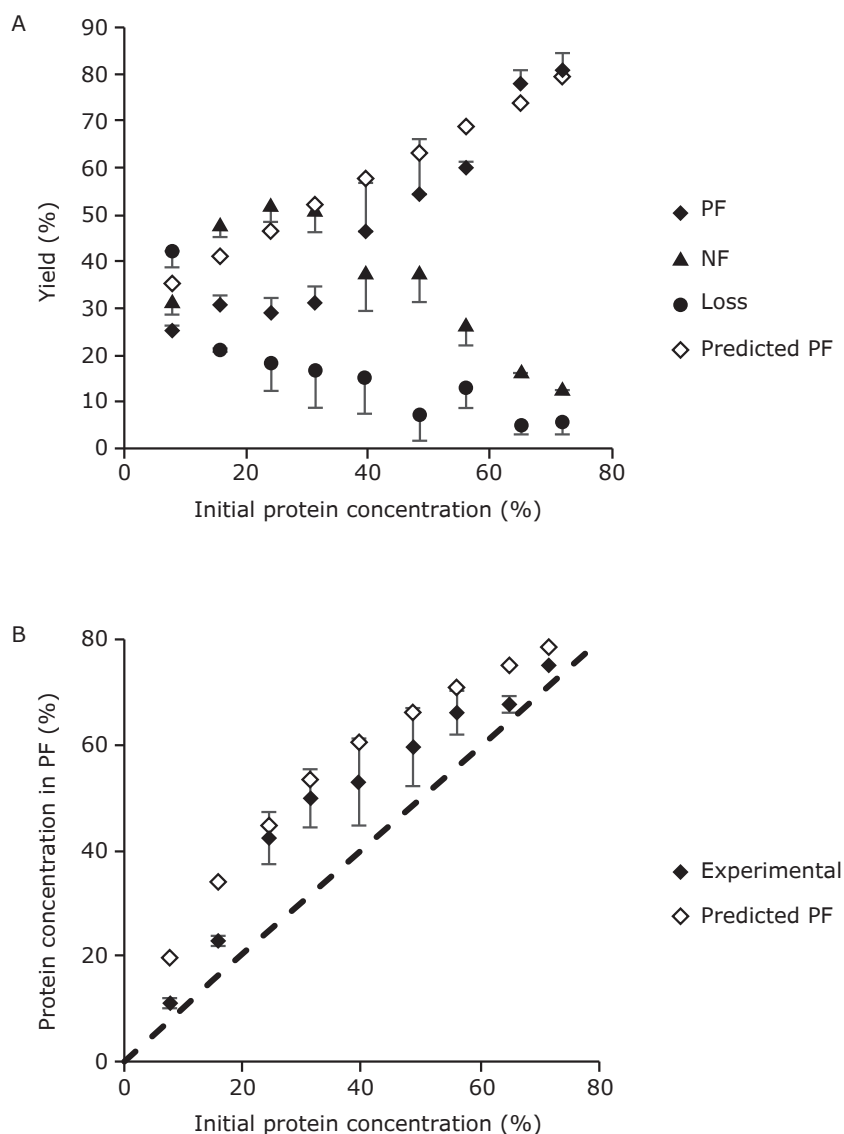 A
90
80
70
60
50
40
30
20
10
0
Yield (%)
0 20 40 60 80
Initial protein concentration (%)
PF
NF
Loss
Predicted PF
B
80
60
40
20
0
Protein concentration in PF (%)
0 20 40 60 80
Initial protein concentration (%)
Experimental
Predicted PF